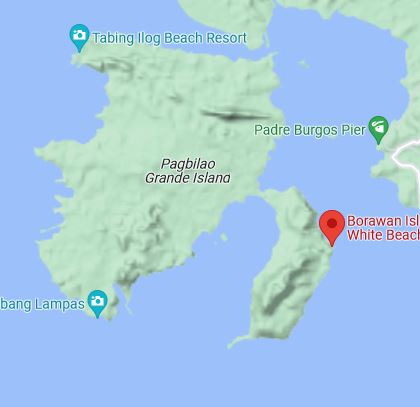 Tabing Ilog Beach Resort
Padre Burgos Pier
Pagbilao
Grande Island
Borawan Isl
White Beach
bang Lampas